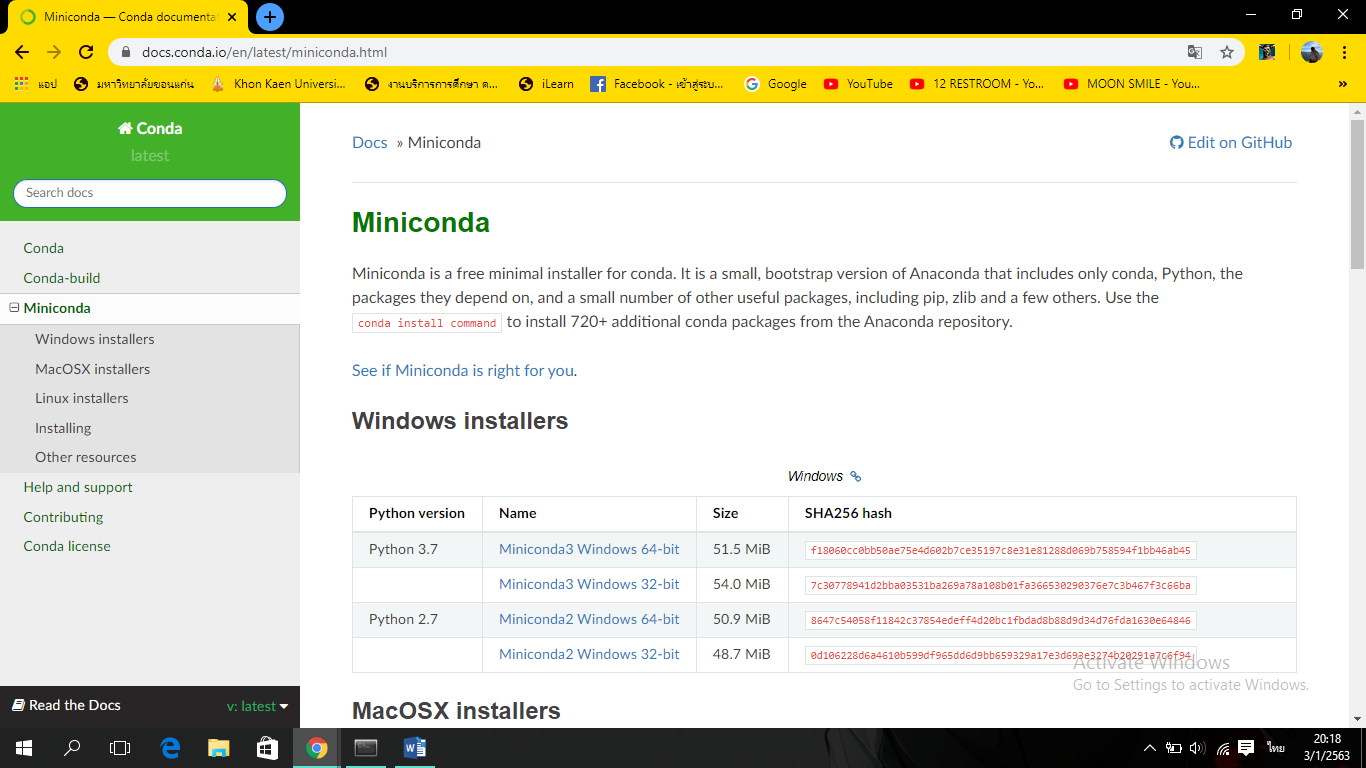 Miniconda — Conda documentat
docs.conda.io/en/latest/miniconda.html
แอป มหาวิทยาลัยขอนแก่น Khon Kaen Universi... งานบริการการศึกษา ค... iLearn Facebook - เข้าสู่ระบ... Google YouTube 12 RESTROOM - Yo... MOON SMILE - You... »
Conda
latest
Search docs
Conda
Conda-build
Miniconda
Windows installers
MacOSX installers
Linux installers
Installing
Other resources
Help and support
Contributing
Conda license
Read the Docs v: latest
Docs » Miniconda Edit on GitHub
Miniconda
Miniconda is a free minimal installer for conda. It is a small, bootstrap version of Anaconda that includes only conda, Python, the
packages they depend on, and a small number of other useful packages, including pip, zlib and a few others. Use the
conda install command to install 720+ additional conda packages from the Anaconda repository.
See if Miniconda is right for you.
Windows installers
Windows
Python version Name Size SHA256 hash
Python 3.7 Miniconda3 Windows 64-bit 51.5 MiB f18060cc0bb50ae75e4d602b7ce35197c8e31e81288d069b758594f1bb46ab45
Miniconda3 Windows 32-bit 54.0 MiB 7c30778941d2bba03531ba269a78a108b01fa366530290376e7c3b467f3c66ba
Python 2.7 Miniconda2 Windows 64-bit 50.9 MiB 8647c54058f11842c37854edeff4d20bc1fbdad8b88d9d34d76fda1630e64846
Miniconda2 Windows 32-bit 48.7 MiB 0d106228d6a4610b599df965dd6d9bb659329a17e3d693e3274b20291a7c6f94
MacOSX installers
Activate Windows
Go to Settings to activate Windows.
ไทย
20:18
3/1/2563